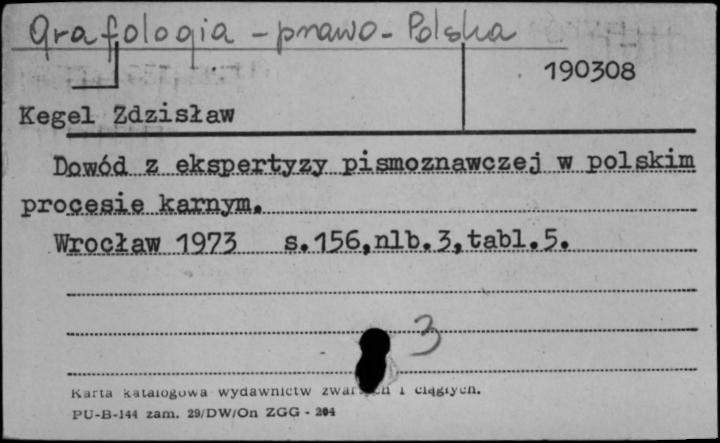 Grafologia - prawo - Polska
190308
Kegel Zdzisław
Dowód z ekspertyzy pismoznawczej w polskim
procesie karnym.
Wrocław 1973 s.156,nlb.3,tabl.5.
3
Karta katalogowa wydawnictw i ciągłych.
PU-B-144 zam. 29/DW/On ZGG - 204